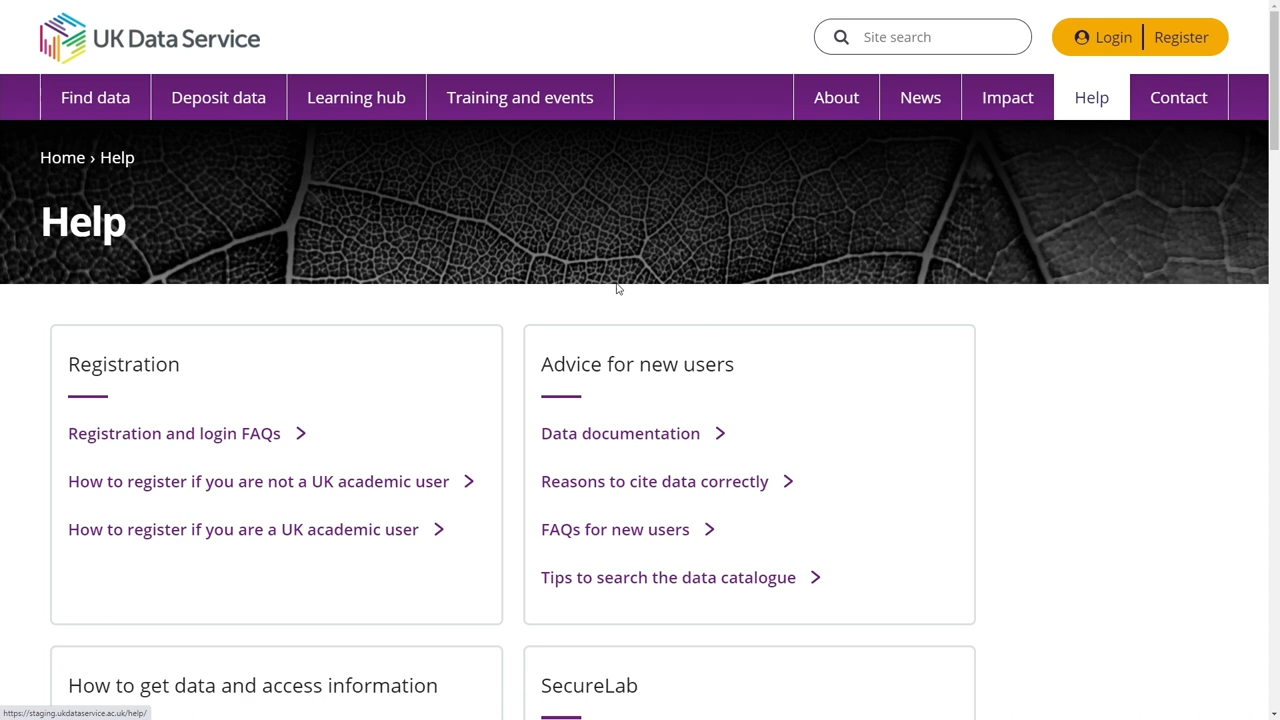 UK Data Service
Site search
Login
Register
Find data
Deposit data
Learning hub
Training and events
About
News
Impact
Help
Contact
Home › Help
Help
Registration
Registration and login FAQs
How to register if you are not a UK academic user
How to register if you are a UK academic user
Advice for new users
Data documentation
Reasons to cite data correctly
FAQs for new users
Tips to search the data catalogue
How to get data and access information
SecureLab
https://staging.ukdataservice.ac.uk/help/